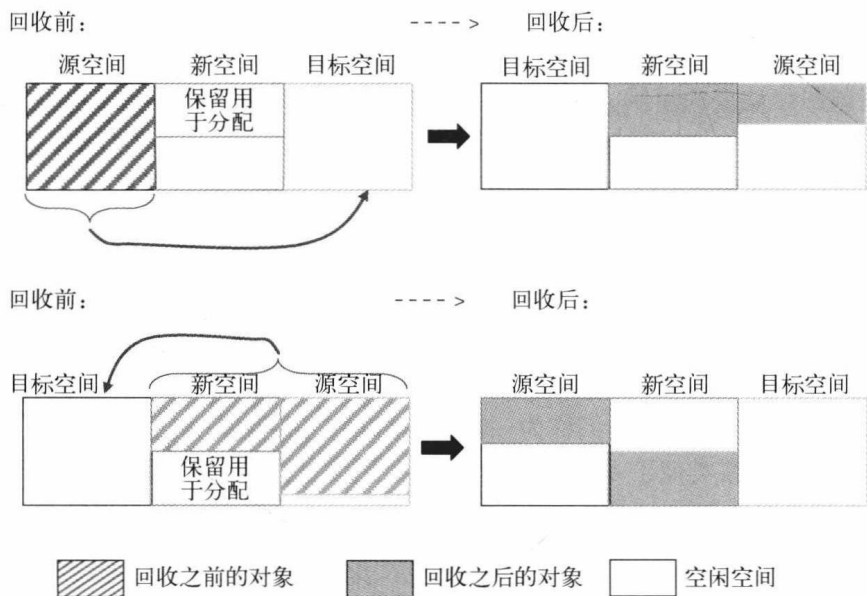 回收前: ----> 回收后:
源空间 新空间 目标空间 目标空间 新空间 源空间
保留用
于分配
回收前: ----> 回收后:
目标空间 新空间 源空间 源空间 新空间 目标空间
保留用
于分配
回收之前的对象 回收之后的对象 空闲空间